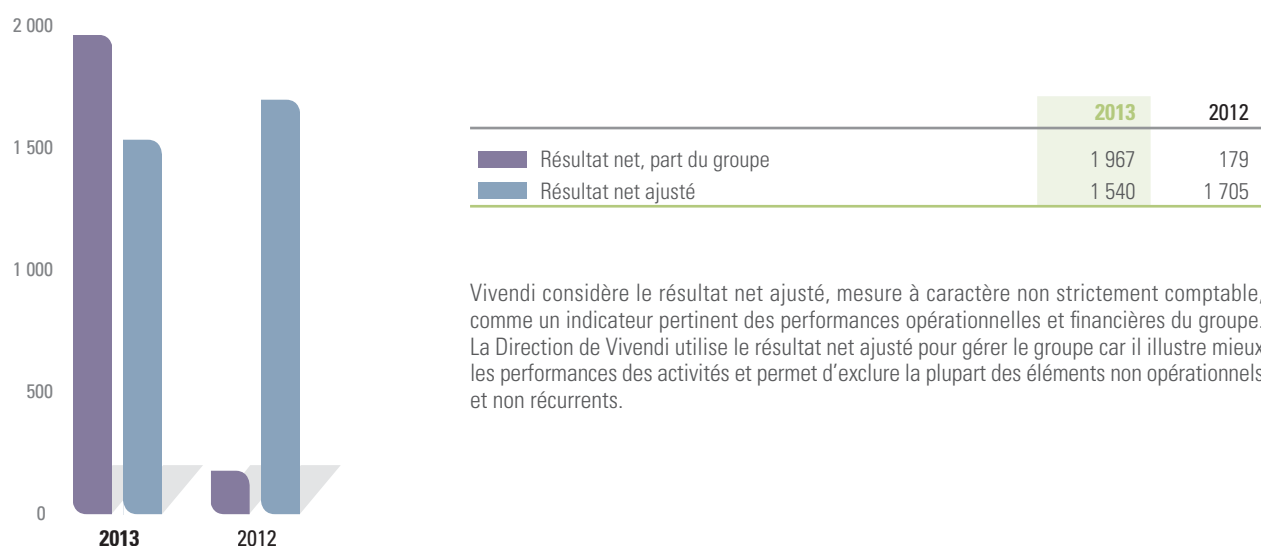 2 000
1 500
1 000
500
0
2013 2012
2013 2012
Résultat net, part du groupe 1 967 179
Résultat net ajusté 1 540 1 705
Vivendi considère le résultat net ajusté, mesure à caractère non strictement comptable,
comme un indicateur pertinent des performances opérationnelles et financières du groupe.
La Direction de Vivendi utilise le résultat net ajusté pour gérer le groupe car il illustre mieux
les performances des activités et permet d’exclure la plupart des éléments non opérationnels
et non récurrents.